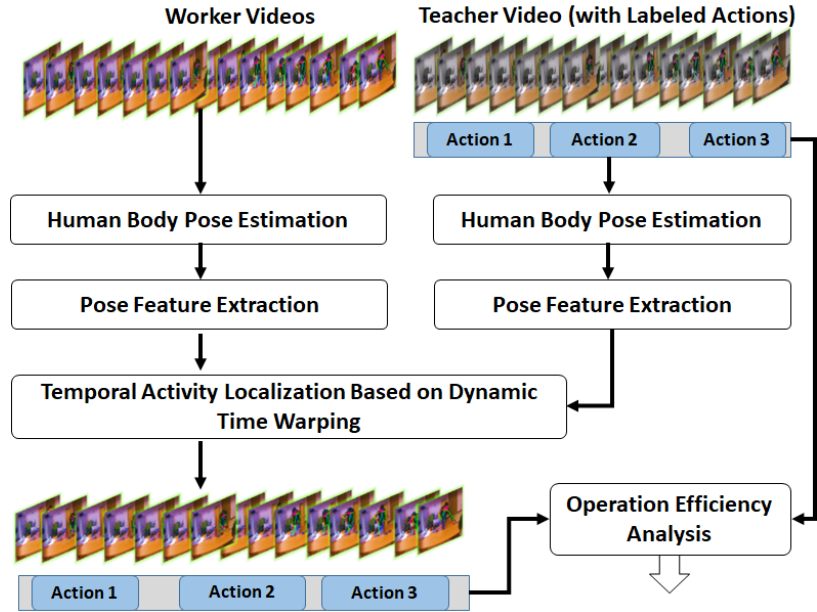 Worker Videos
Teacher Video (with Labeled Actions)
Action 1
Action 2
Action 3
Human Body Pose Estimation
Human Body Pose Estimation
Pose Feature Extraction
Pose Feature Extraction
Temporal Activity Localization Based on Dynamic
Time Warping
Operation Efficiency
Analysis
Action 1
Action 2
Action 3